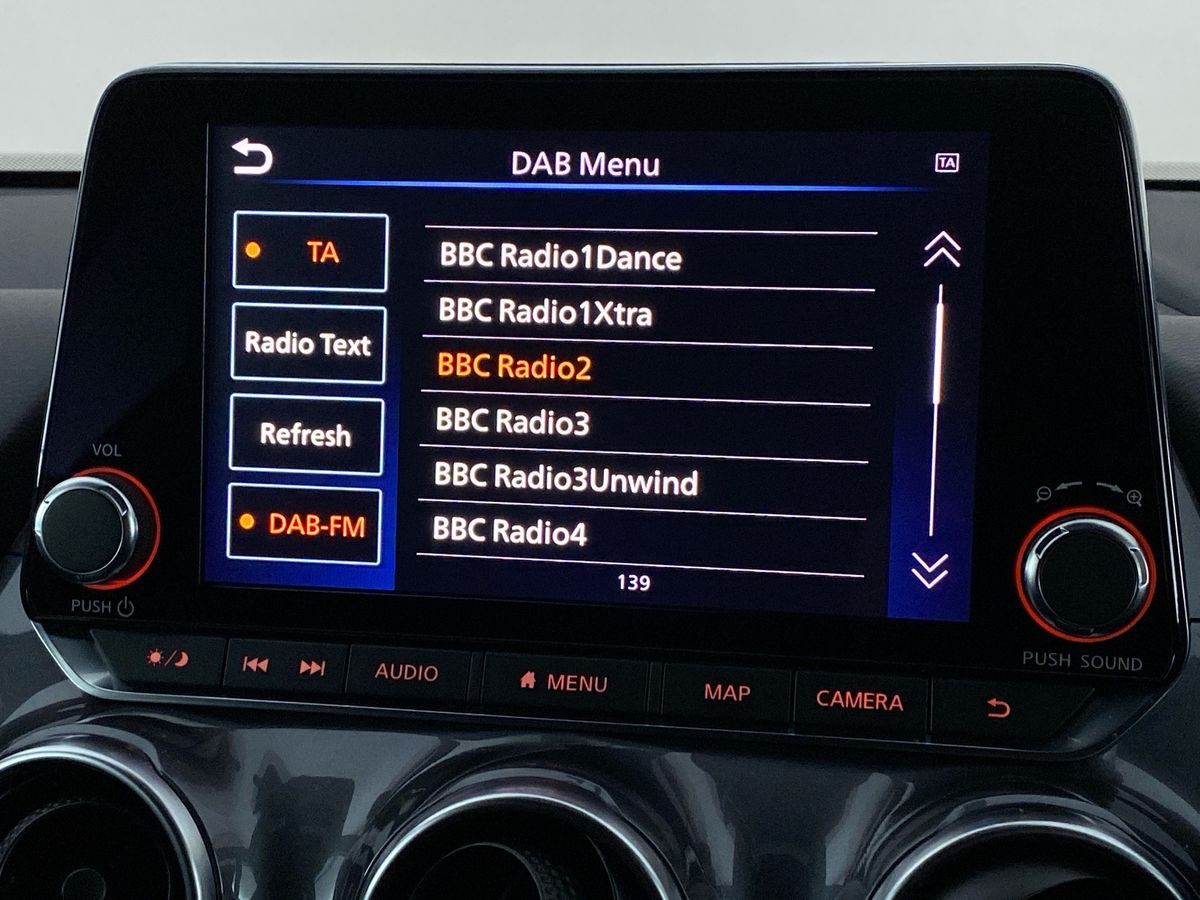 DAB Menu
TA
TA
Radio Text
Refresh
DAB-FM
BBC Radio1Dance
BBC Radio1Xtra
BBC Radio2
BBC Radio3
BBC Radio3Unwind
BBC Radio4
139
VOL
PUSH
PUSH SOUND
AUDIO
MENU
MAP
CAMERA